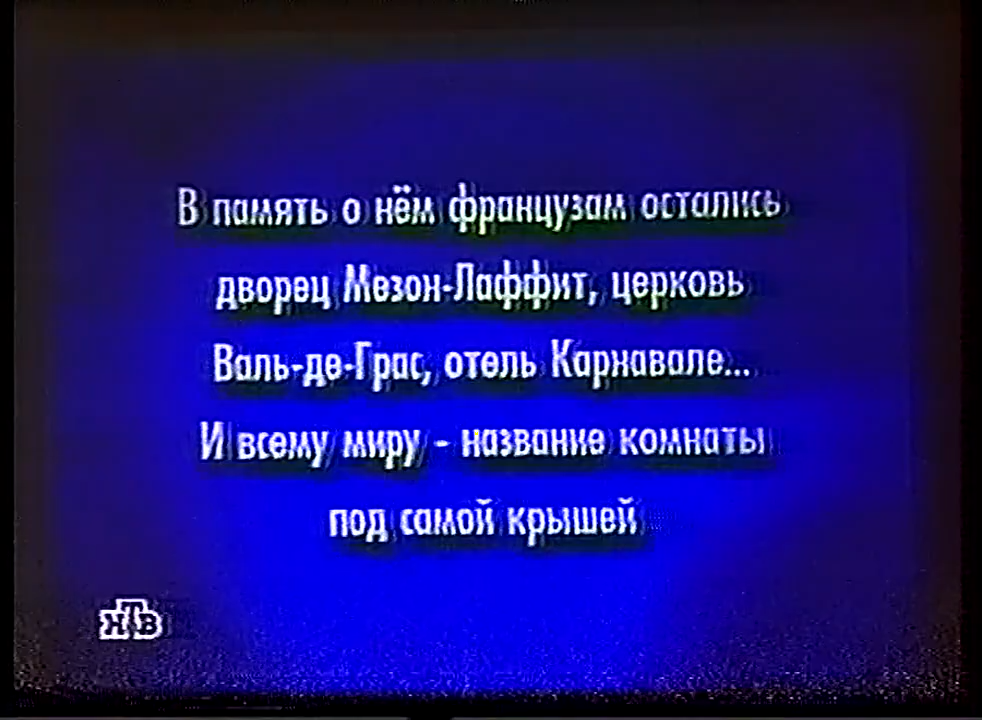 В память о нём французам остались
дворец Мезон-Лаффит, церковь
Валь-де-Грас, отель Карнавале...
И всему миру - название комнаты
под самой крышей
НТВ